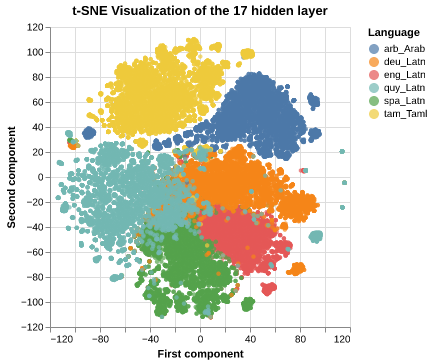 t-SNE Visualization of the 17 hidden layer
Language
arb_Arab
deu_Latn
eng_Latn
quy_Latn
spa_Latn
tam_Taml
Second component
120
100
80
60
40
20
0
−20
−40
−60
−80
−100
−120
−120 −80 −40 0 40 80 120
First component